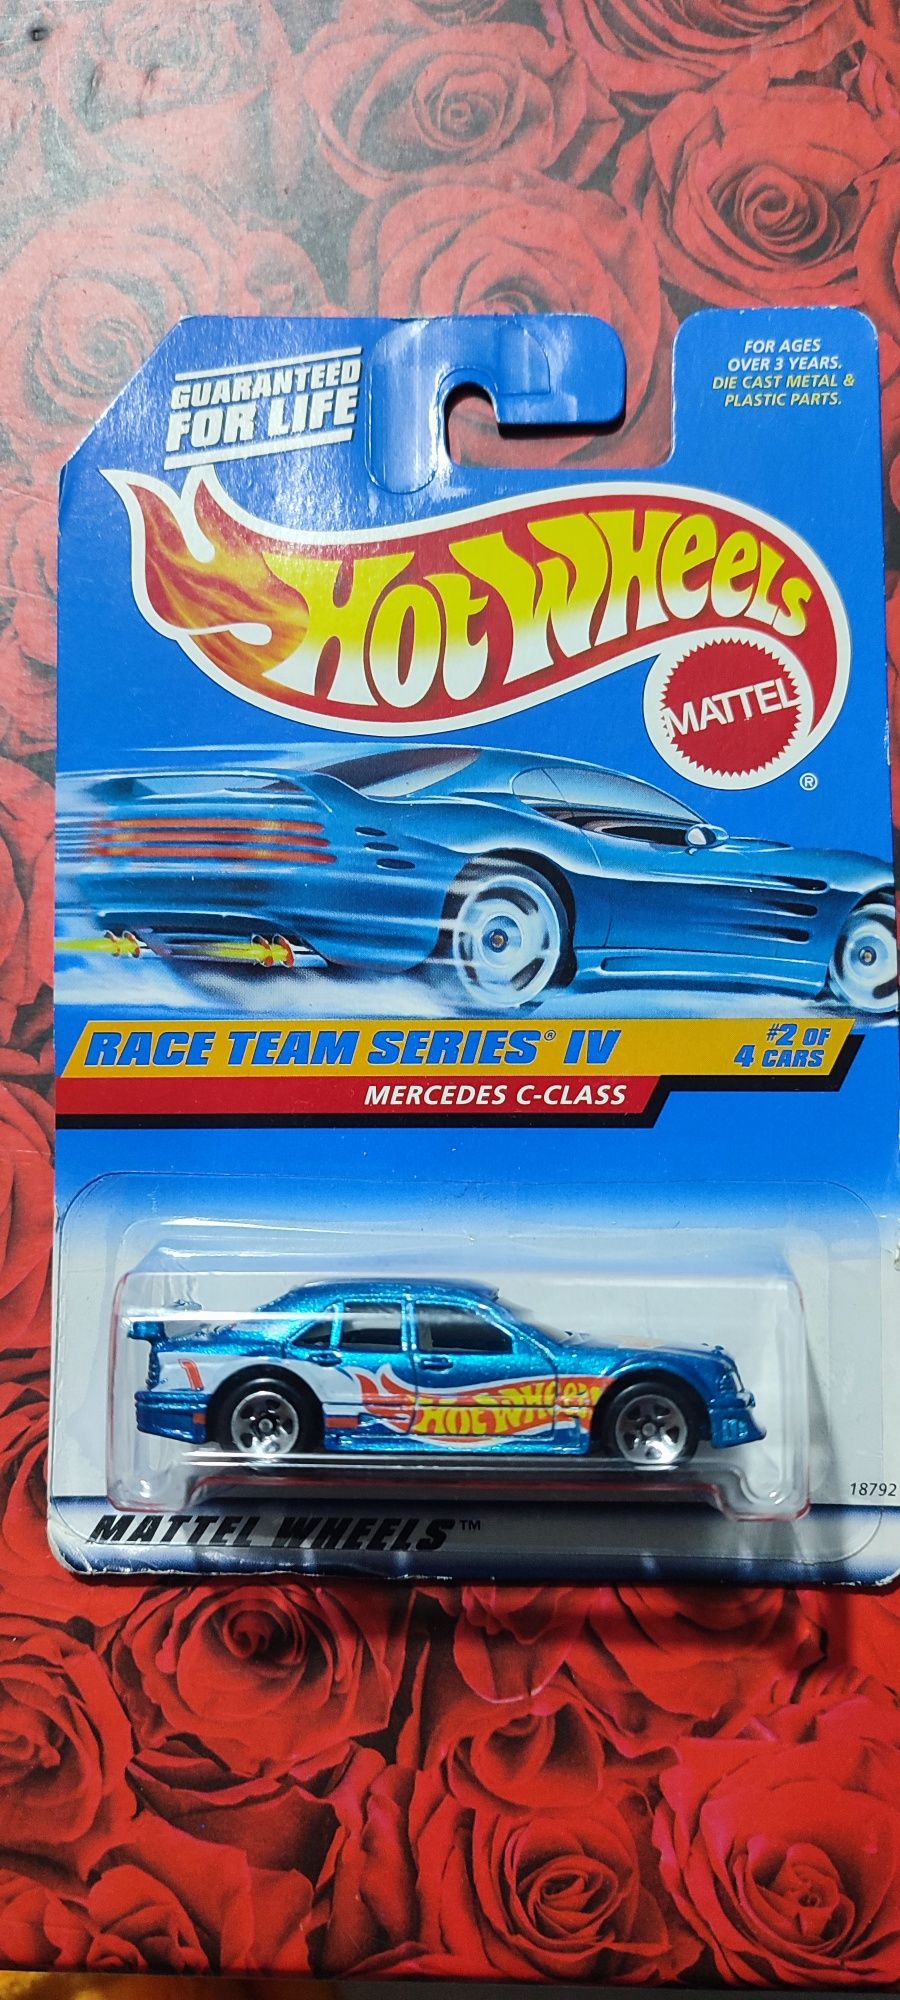 GUARANTEED
FOR LIFE
FOR AGES
OVER 3 YEARS.
DIE CAST METAL &
PLASTIC PARTS.
HOT WHEELS
MATTEL
®
RACE TEAM SERIES® IV
#2 OF
4 CARS
MERCEDES C-CLASS
1
HOT WHEELS
18792
MATTEL WHEELS™